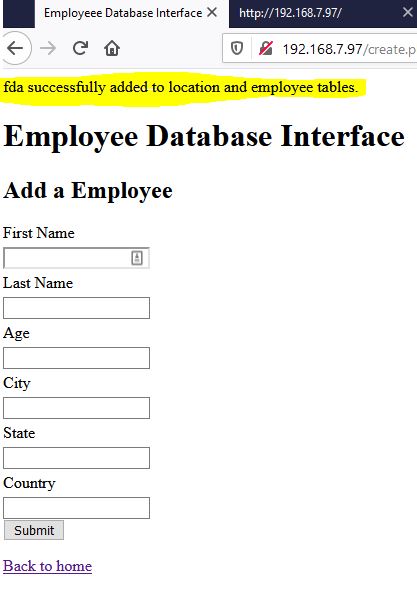 Employeee Database Interface
http://192.168.7.97/
192.168.7.97/create.p
fda successfully added to location and employee tables.
Employee Database Interface
Add a Employee
First Name
Last Name
Age
City
State
Country
Submit
Back to home